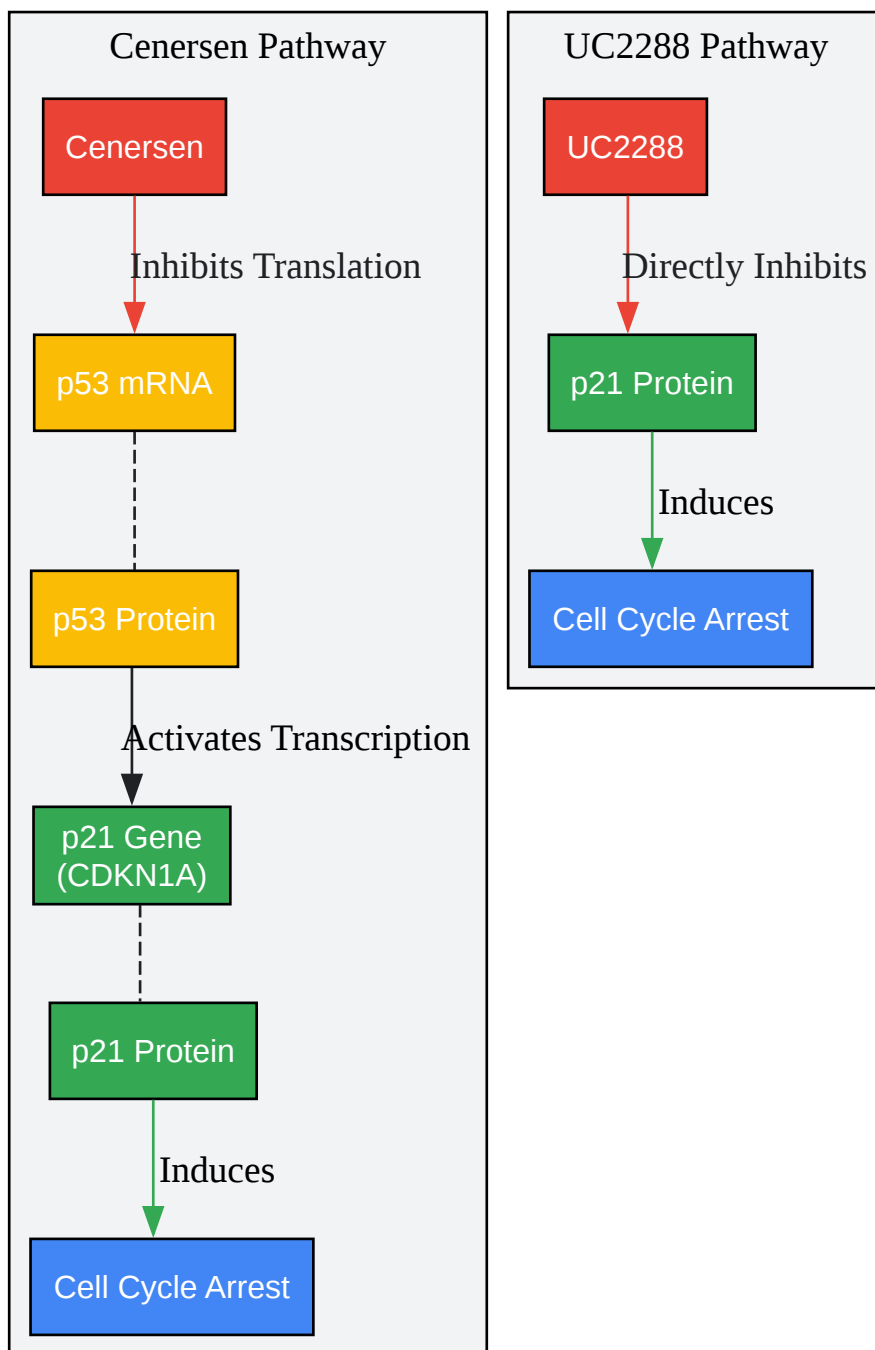 Cenersen Pathway
Cenersen
Inhibits Translation
p53 mRNA
p53 Protein
Activates Transcription
p21 Gene
(CDKN1A)
p21 Protein
Induces
Cell Cycle Arrest
UC2288 Pathway
UC2288
Directly Inhibits
p21 Protein
Induces
Cell Cycle Arrest